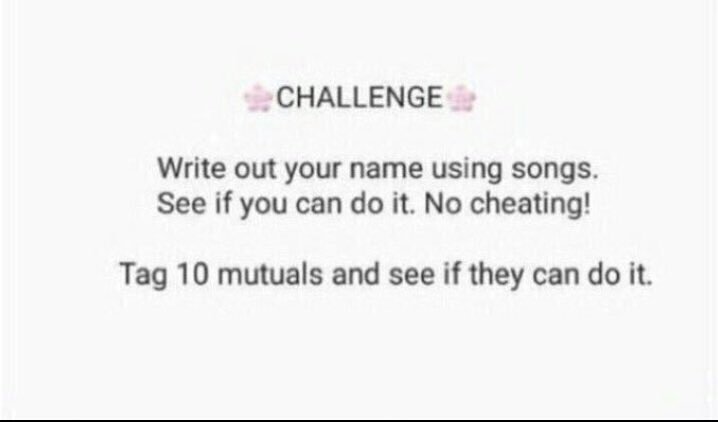 🌸CHALLENGE🌸
Write out your name using songs.
See if you can do it. No cheating!
Tag 10 mutuals and see if they can do it.